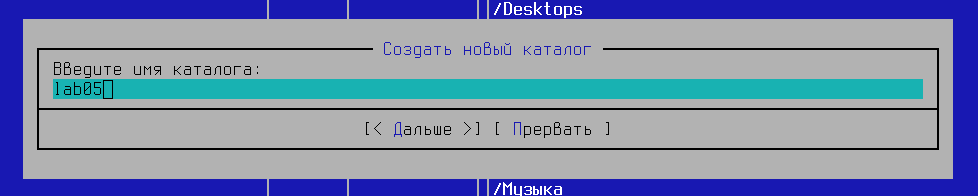 /Desktops
Создать новый каталог
Введите имя каталога:
lab05
[< Дальше >] [ Прервать ]
/Музыка